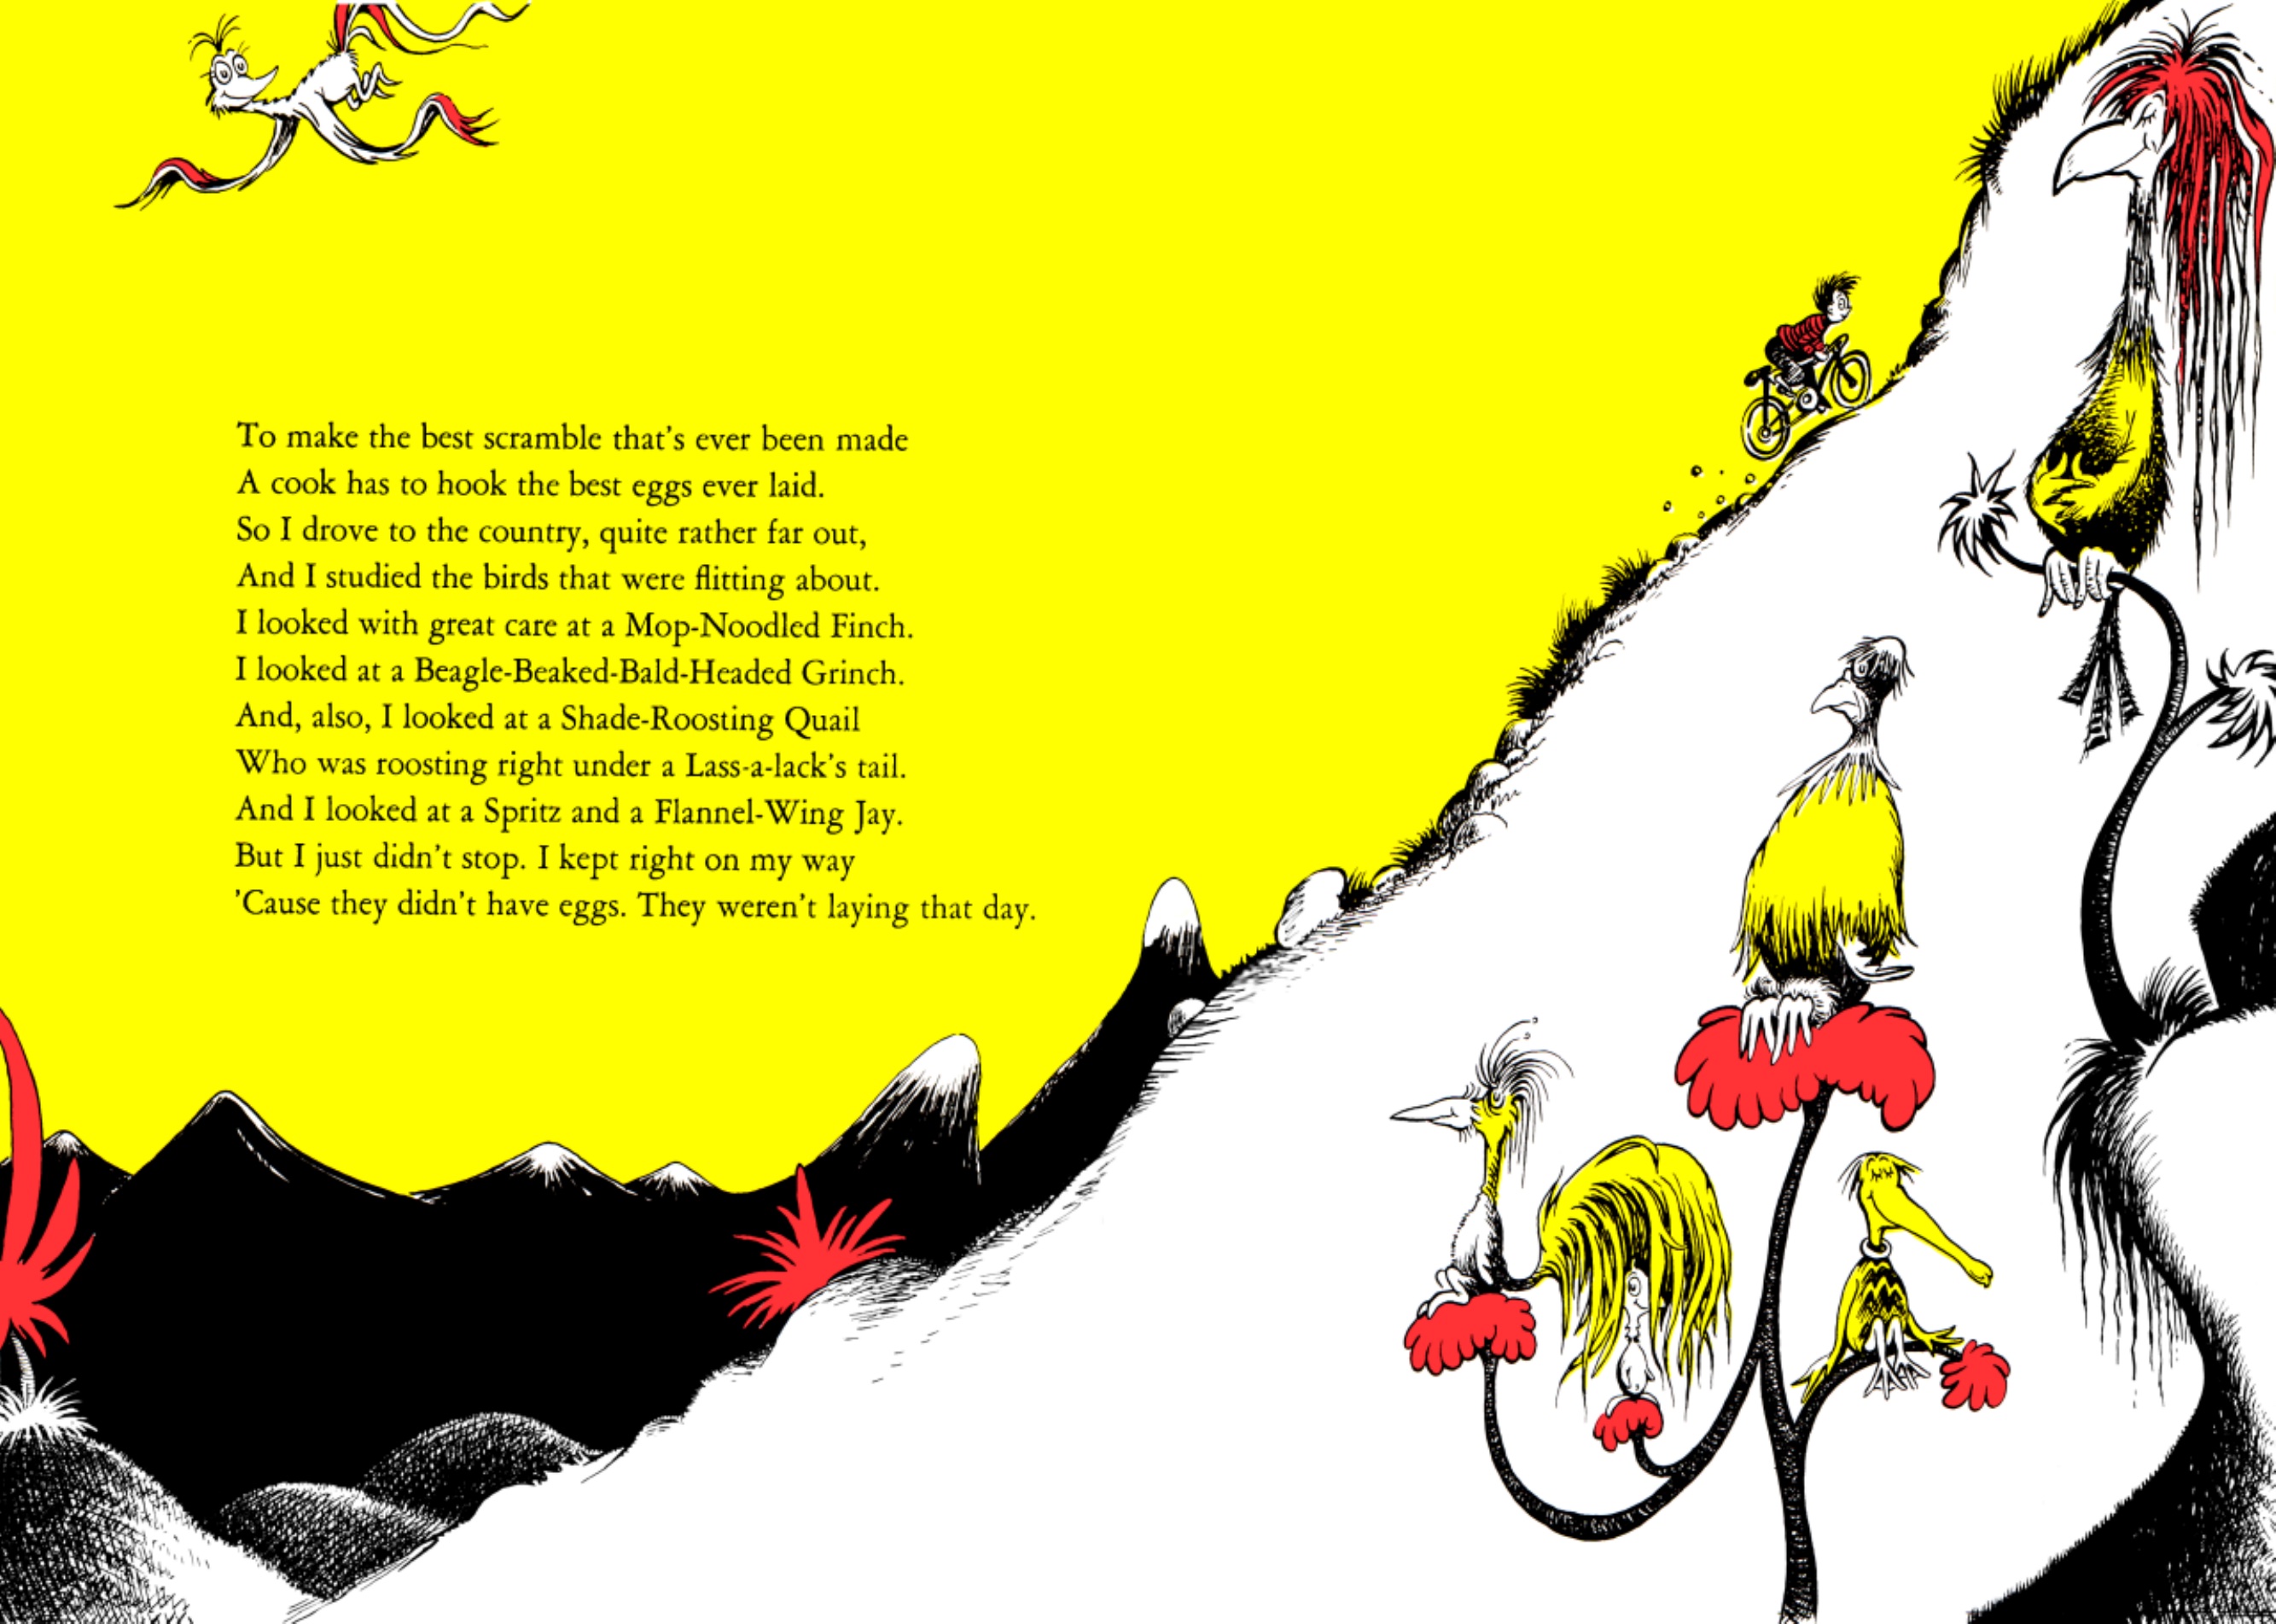 To make the best scramble that's ever been made
A cook has to hook the best eggs ever laid.
So I drove to the country, quite rather far out,
And I studied the birds that were flitting about.
I looked with great care at a Mop-Noodled Finch.
I looked at a Beagle-Beaked-Bald-Headed Grinch.
And, also, I looked at a Shade-Roosting Quail
Who was roosting right under a Lass-a-lack's tail.
And I looked at a Spritz and a Flannel-Wing Jay.
But I just didn't stop. I kept right on my way
'Cause they didn't have eggs. They weren't laying that day.